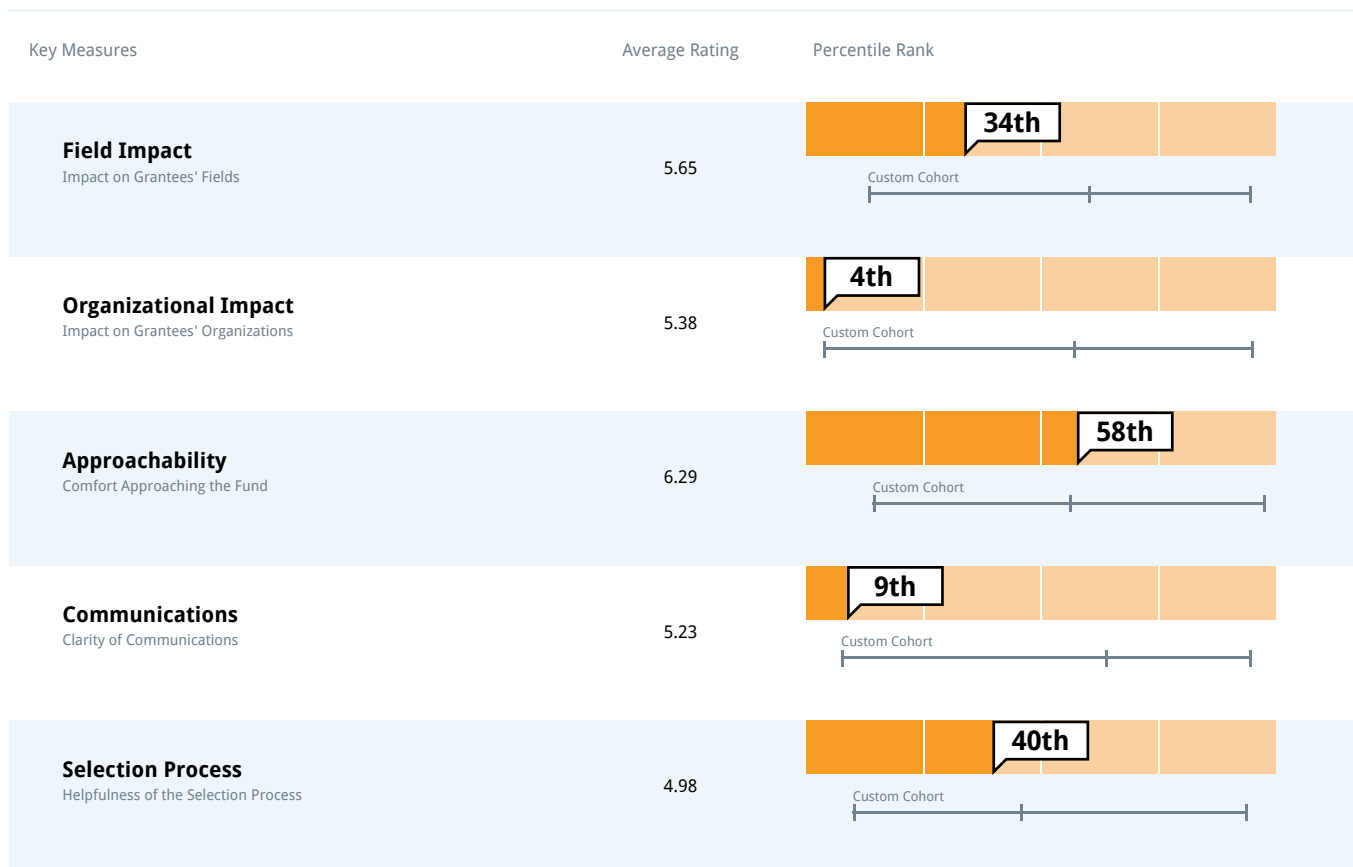 Key Measures Average Rating Percentile Rank
34th
Field Impact
5.65
Impact on Grantees' Fields
Custom Cohort
4th
Organizational Impact
5.38
Impact on Grantees' Organizations
Custom Cohort
58th
Approachability
6.29
Comfort Approaching the Fund
Custom Cohort
9th
Communications
5.23
Clarity of Communications
Custom Cohort
40th
Selection Process
4.98
Helpfulness of the Selection Process
Custom Cohort